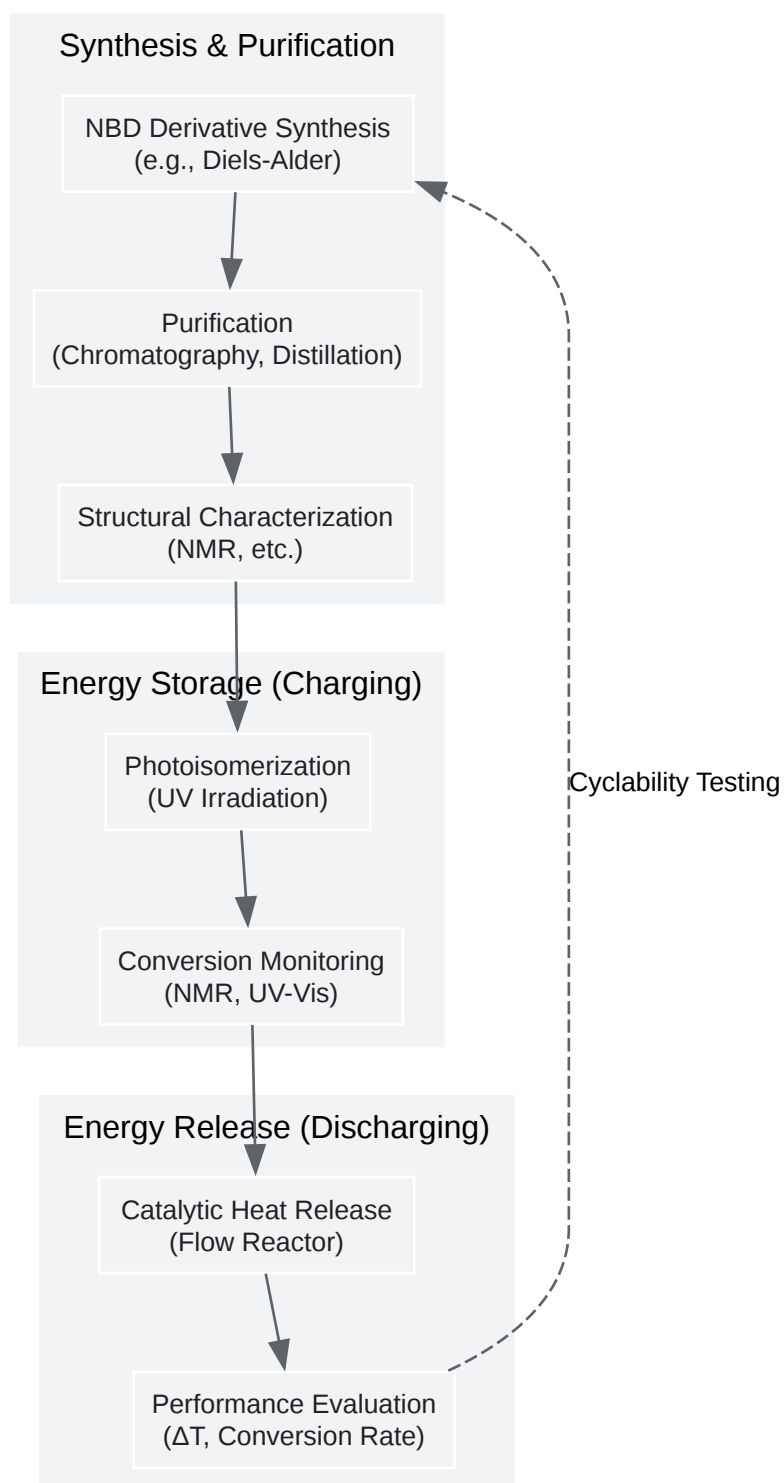 Synthesis & Purification
NBD Derivative Synthesis
(e.g., Diels-Alder)
Purification
(Chromatography, Distillation)
Structural Characterization
(NMR, etc.)
Energy Storage (Charging)
Photoisomerization
(UV Irradiation)
Cyclability Testing
Conversion Monitoring
(NMR, UV-Vis)
Energy Release (Discharging)
Catalytic Heat Release
(Flow Reactor)
Performance Evaluation
(ΔT, Conversion Rate)